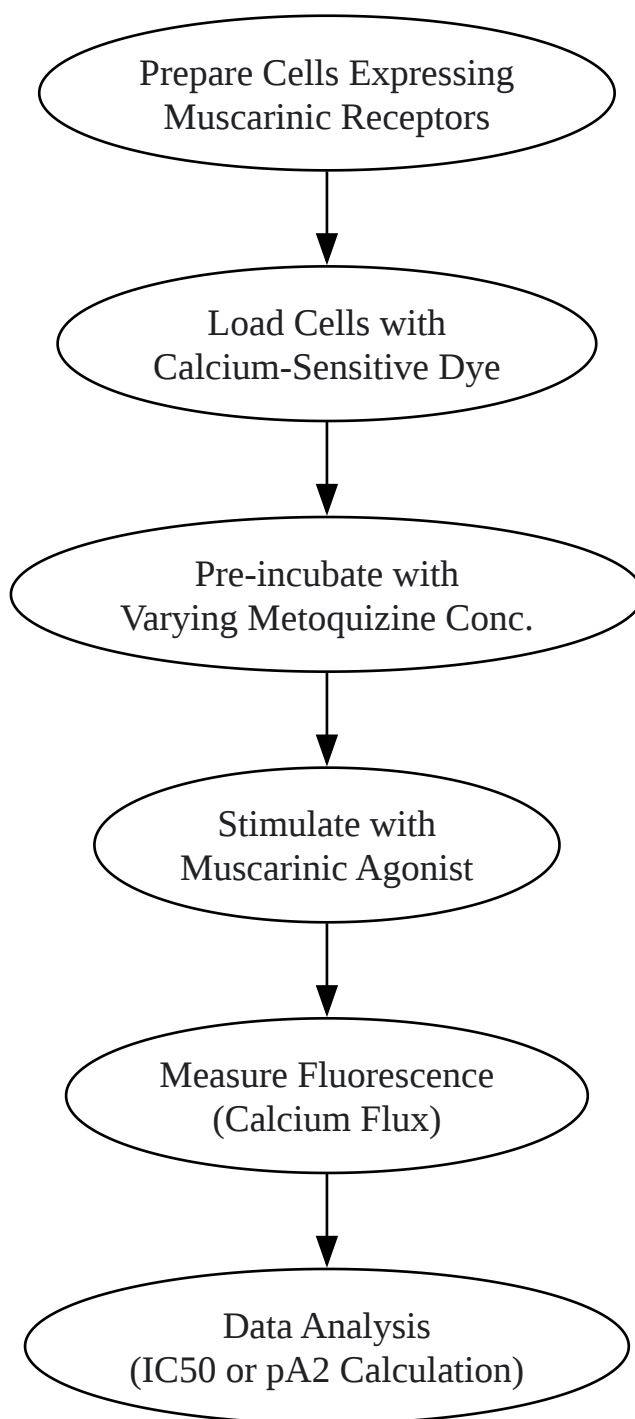 Prepare Cells Expressing
Muscarinic Receptors
Load Cells with
Calcium-Sensitive Dye
Pre-incubate with
Varying Metoquizine Conc.
Stimulate with
Muscarinic Agonist
Measure Fluorescence
(Calcium Flux)
Data Analysis
(IC50 or pA2 Calculation)